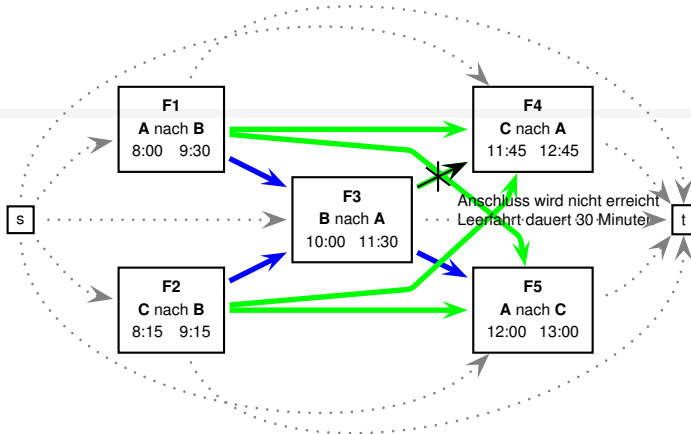 F1
A nach B
8:00 9:30
F4
C nach A
11:45 12:45
s
F3
B nach A
10:00 11:30
Anschluss wird nicht erreicht
Leerfahrt dauert 30 Minuten
t
F2
C nach B
8:15 9:15
F5
A nach C
12:00 13:00